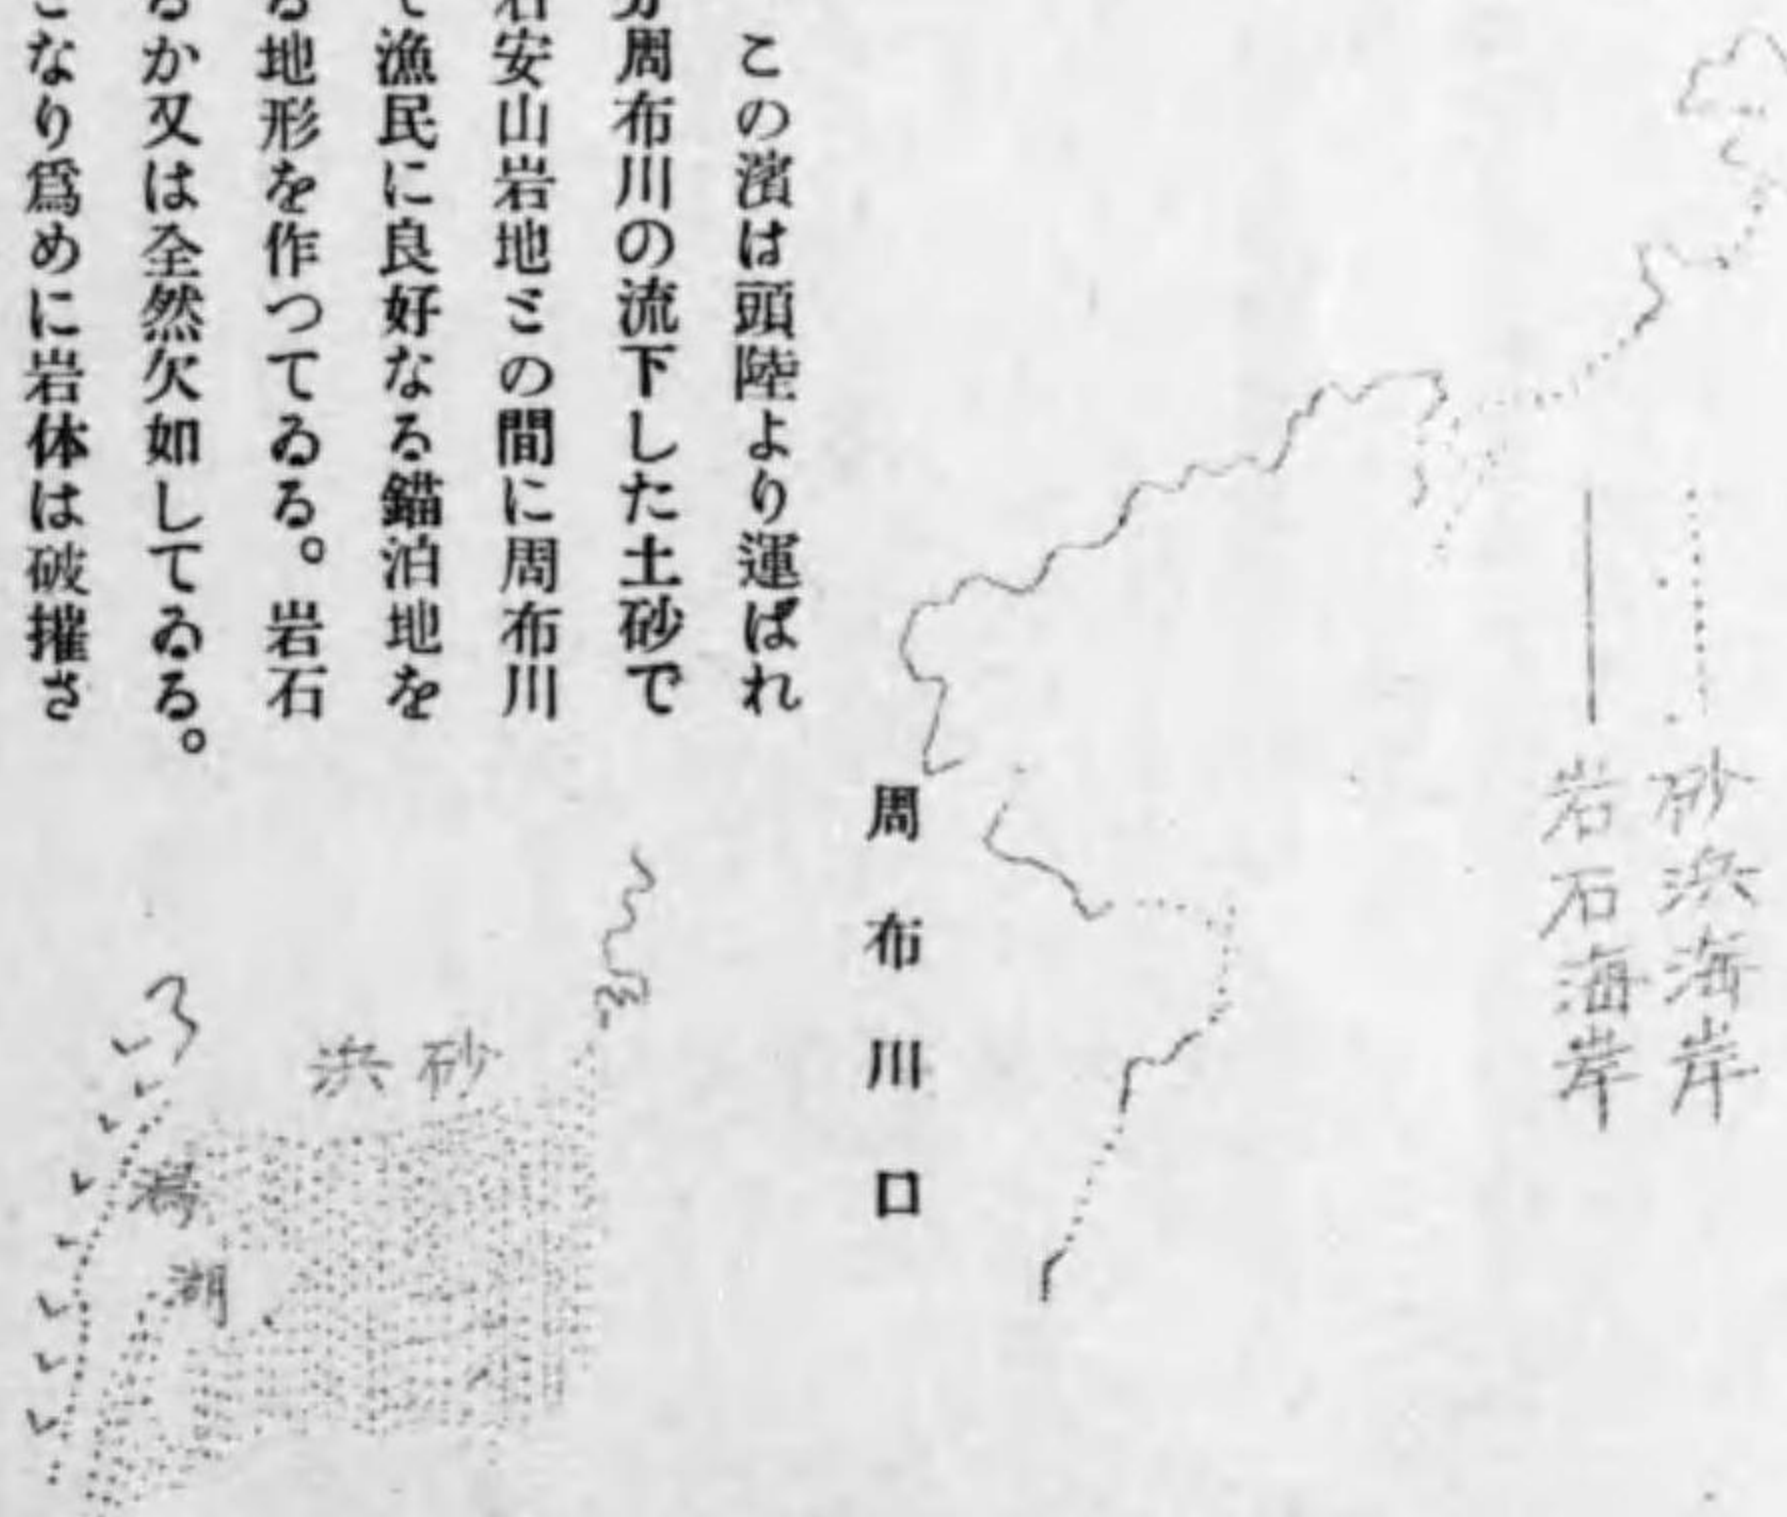 砂浜海岸
岩石海岸
周布川口
この濱は頭陸より運ばれ
周布川の流下した土砂で
安山岩地ミの間に周布川
て漁民に良好なる錨泊地を
る地形を作つてゐる。岩石
るか又は全然欠如してゐる。
なり爲めに岩体は破摧さ
砂浜
潟湖